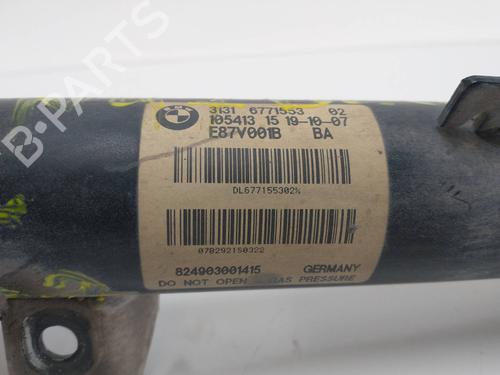 BMW
3131 6771553 02
105413 15 19-10-07
E87V001B BA
DL677155302%
078292150322
824903001415 GERMANY
DO NOT OPEN GAS PRESSURE